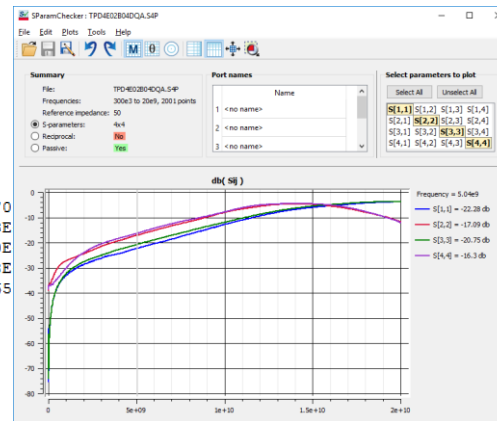 SParamChecker : TPD4E02B04DQA.S4P
File Edit Plots Tools Help
M θ
Summary
File: TPD4E02B04DQA.S4P
Frequencies: 300e3 to 20e9, 2001 points
Reference impedance: 50
S-parameters: 4x4
Reciprocal: No
Passive: Yes
Port names
Name
1 <no name>
2 <no name>
3 <no name>
Select parameters to plot
Select All Unselect All
S[1,1] S[1,2] S[1,3] S[1,4]
S[2,1] S[2,2] S[2,3] S[2,4]
S[3,1] S[3,2] S[3,3] S[3,4]
S[4,1] S[4,2] S[4,3] S[4,4]
db( Sij )
0
-10
-20
-30
-40
-50
-60
-70
-80
0 5e+09 1e+10 1.5e+10 2e+10
Frequency = 5.04e9
S[1,1] = -22.28 db
S[2,2] = -17.09 db
S[3,3] = -20.75 db
S[4,4] = -16.3 db